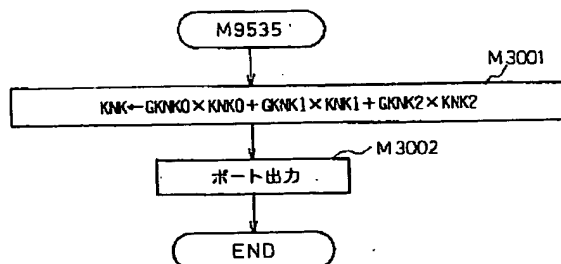 M9535
M3001
KNK←GKNK0×KNK0+GKNK1×KNK1+GKNK2×KNK2
M3002
ポート出力
END